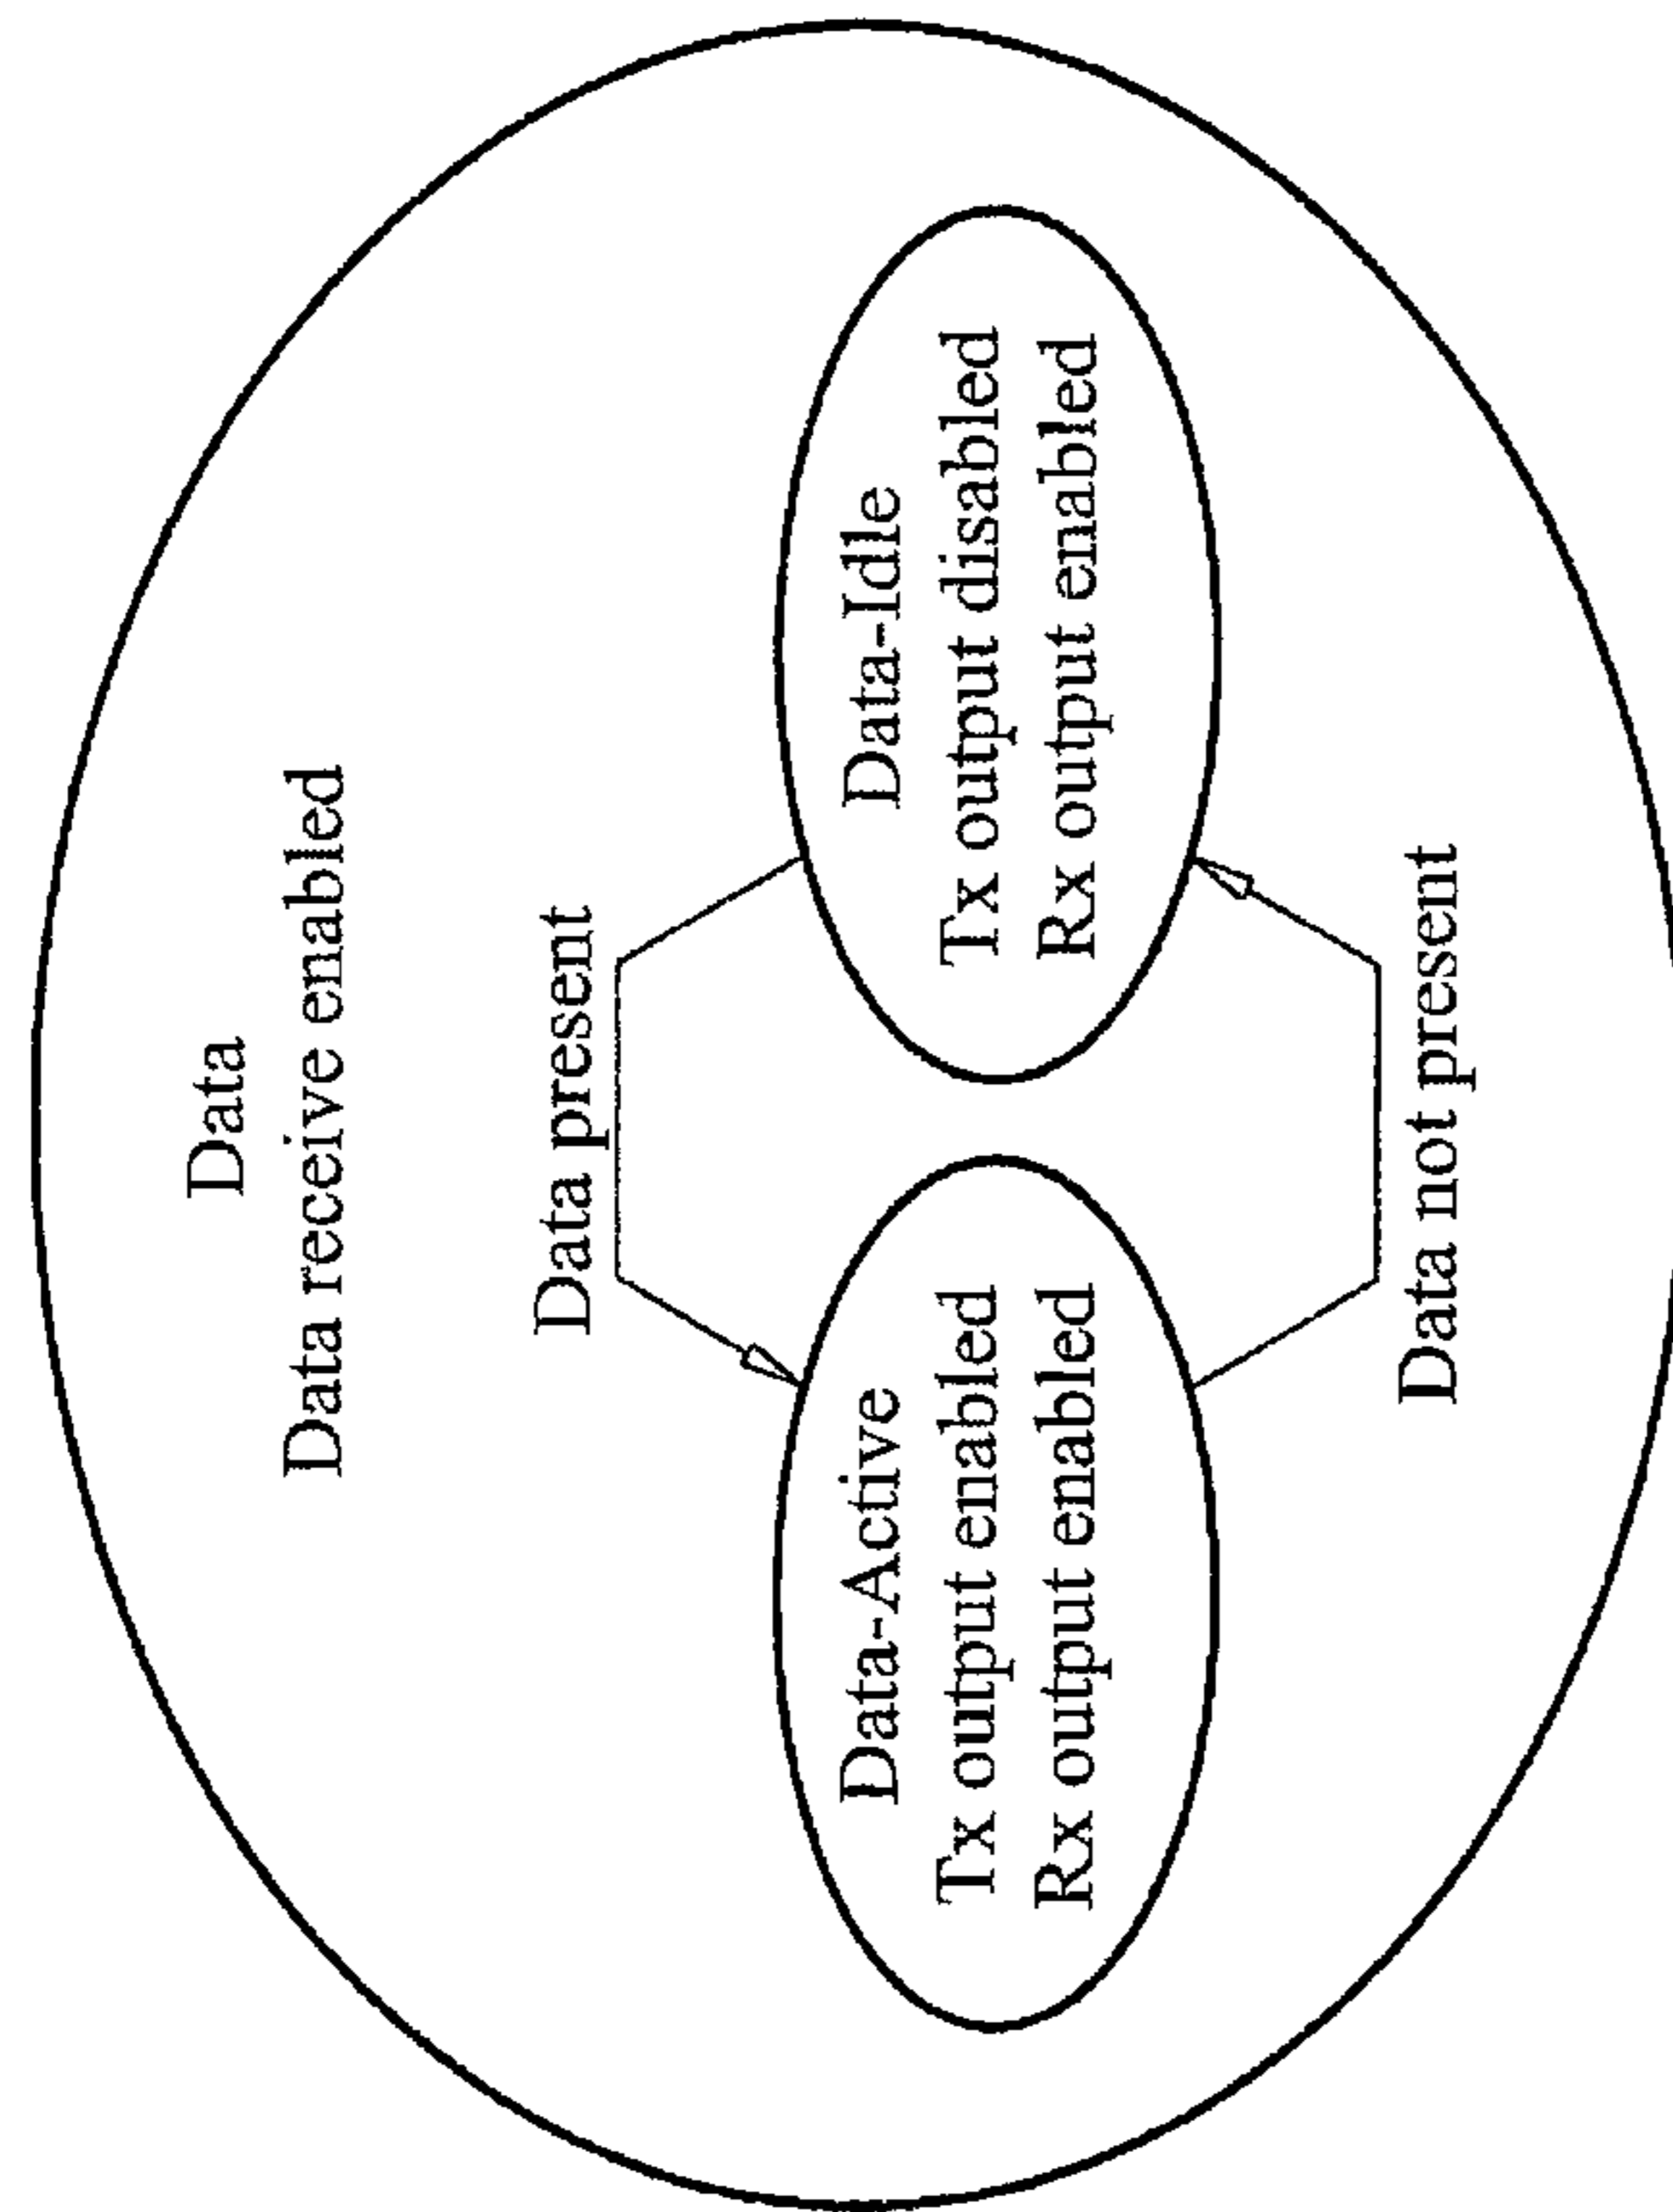 Data
Data receive enabled
Data present
Data-Active
Tx output enabled
Rx output enabled
Data-Idle
Tx output disabled
Rx output enabled
Data not present